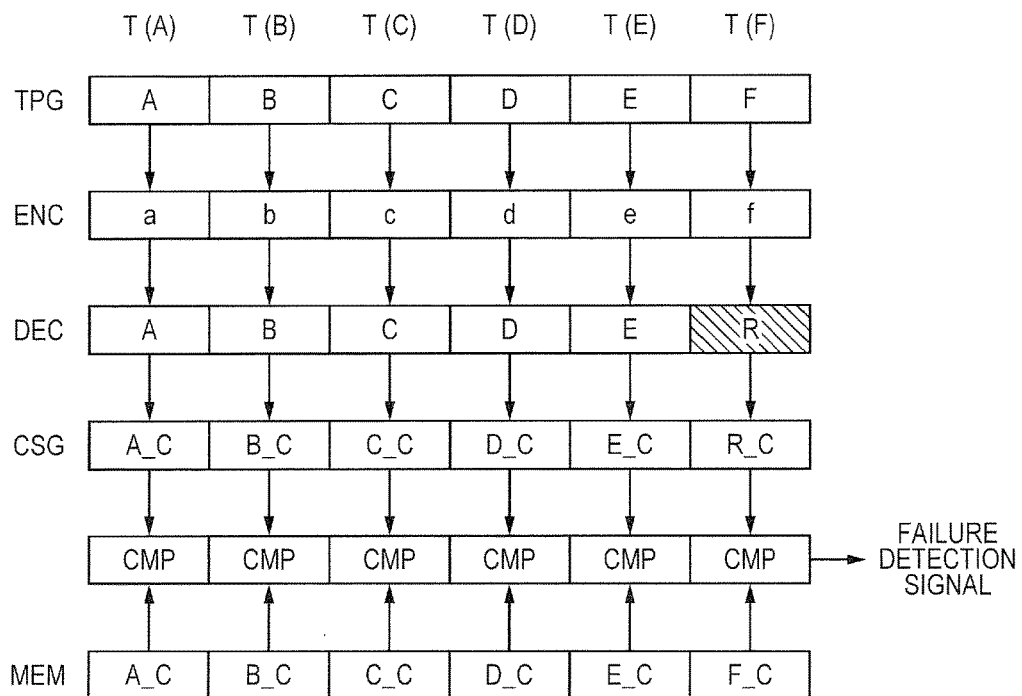 T (A) T (B) T (C) T (D) T (E) T (F)
TPG A B C D E F
ENC a b c d e f
DEC A B C D E R
CSG A_C B_C C_C D_C E_C R_C
CMP CMP CMP CMP CMP CMP
FAILURE
DETECTION
SIGNAL
MEM A_C B_C C_C D_C E_C F_C